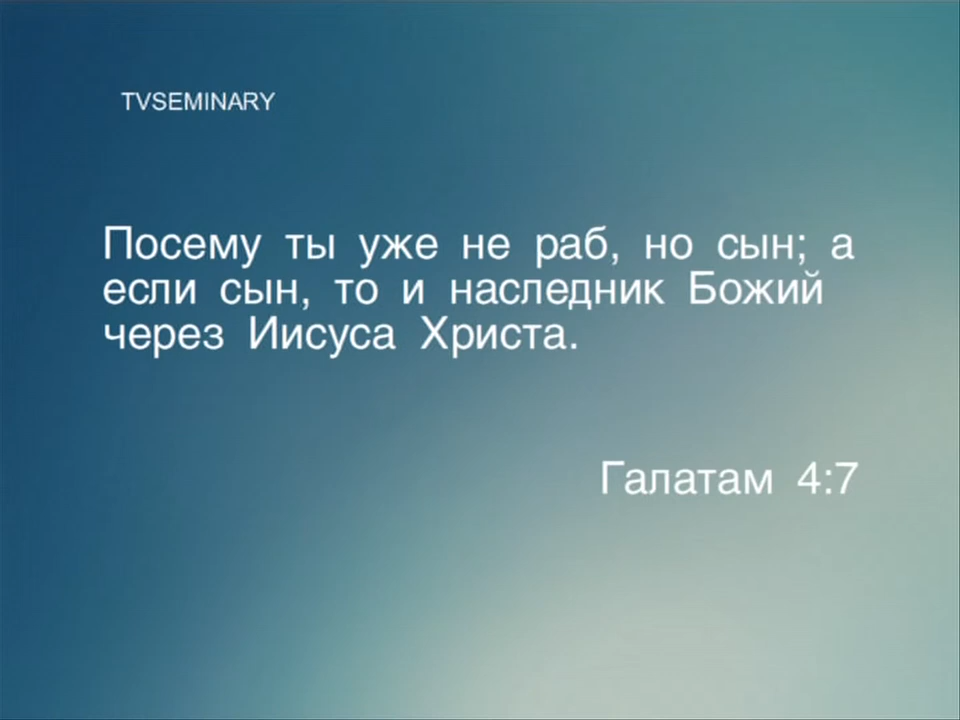 TVSEMINARY
Посему ты уже не раб, но сын; а
если сын, то и наследник Божий
через Иисуса Христа.
Галатам 4:7